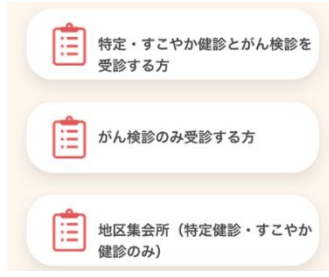 特定・すこやか健診とがん検診を
受診する方
がん検診のみ受診する方
地区集会所（特定健診・すこやか
健診のみ）